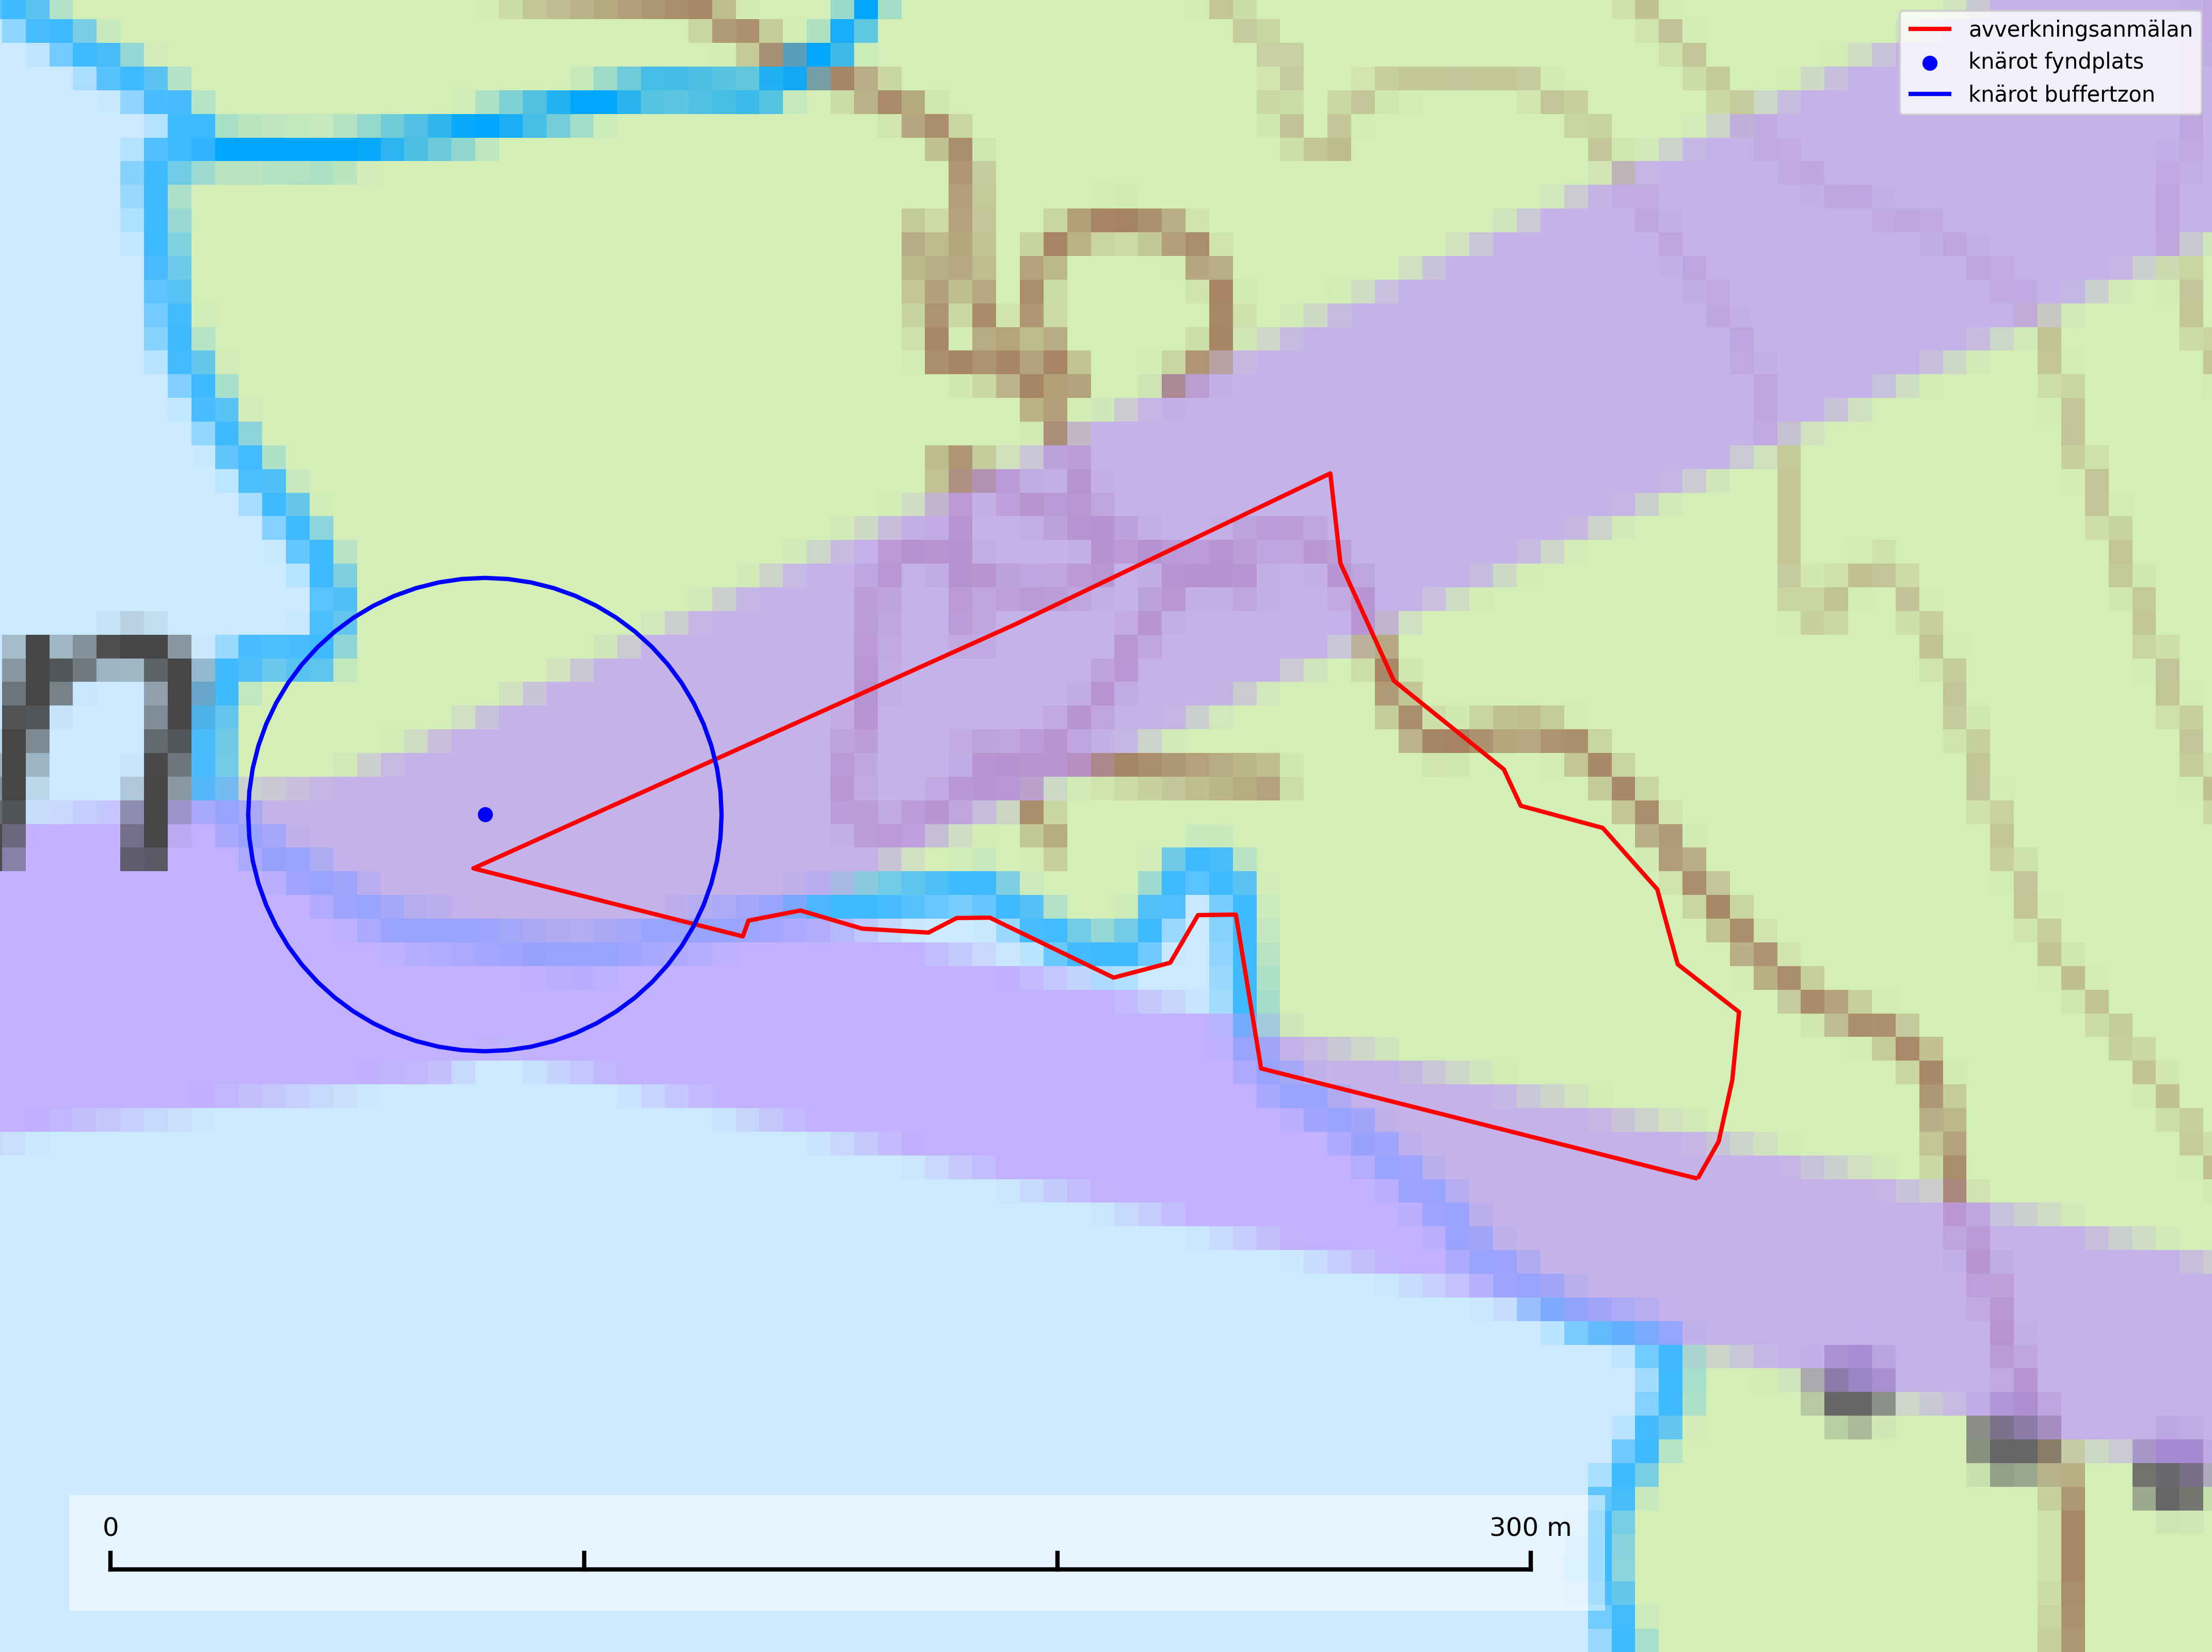 avverkningsanmälan
knärot fyndplats
knärot buffertzon
n
0
300 m